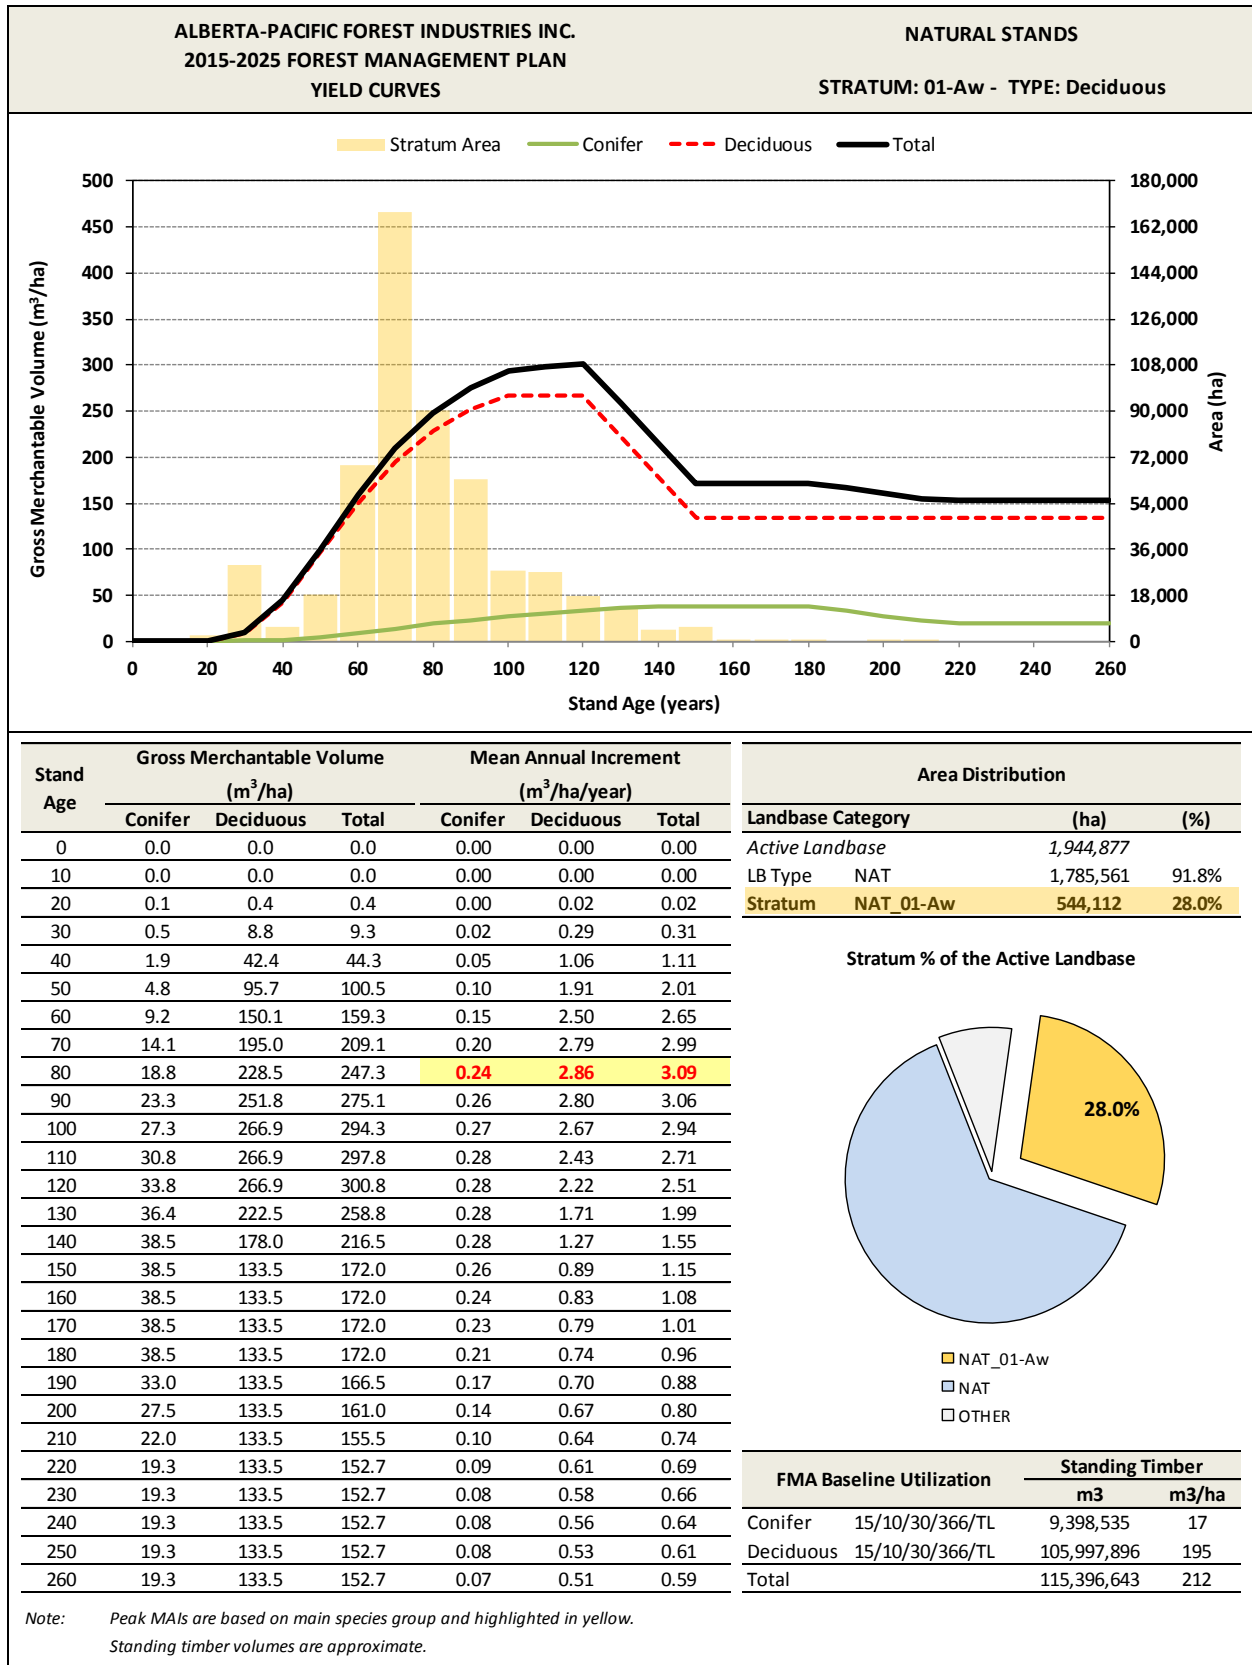 ALBERTA-PACIFIC FOREST INDUSTRIES INC.
2015-2025 FOREST MANAGEMENT PLAN
YIELD CURVES
NATURAL STANDS
STRATUM: 01-Aw - TYPE: Deciduous
Stratum Area Conifer Deciduous Total
Gross Merchantable Volume (m³/ha)
500
450
400
350
300
250
200
150
100
50
0
180,000
162,000
144,000
126,000
108,000
90,000
72,000
54,000
36,000
18,000
0
Area (ha)
0 20 40 60 80 100 120 140 160 180 200 220 240 260
Stand Age (years)
Stand Age Gross Merchantable Volume (m³/ha) Mean Annual Increment (m³/ha/year)
Conifer Deciduous Total Conifer Deciduous Total
0 0.0 0.0 0.0 0.00 0.00 0.00
10 0.0 0.0 0.0 0.00 0.00 0.00
20 0.1 0.4 0.4 0.00 0.02 0.02
30 0.5 8.8 9.3 0.02 0.29 0.31
40 1.9 42.4 44.3 0.05 1.06 1.11
50 4.8 95.7 100.5 0.10 1.91 2.01
60 9.2 150.1 159.3 0.15 2.50 2.65
70 14.1 195.0 209.1 0.20 2.79 2.99
80 18.8 228.5 247.3 0.24 2.86 3.09
90 23.3 251.8 275.1 0.26 2.80 3.06
100 27.3 266.9 294.3 0.27 2.67 2.94
110 30.8 266.9 297.8 0.28 2.43 2.71
120 33.8 266.9 300.8 0.28 2.22 2.51
130 36.4 222.5 258.8 0.28 1.71 1.99
140 38.5 178.0 216.5 0.28 1.27 1.55
150 38.5 133.5 172.0 0.26 0.89 1.15
160 38.5 133.5 172.0 0.24 0.83 1.08
170 38.5 133.5 172.0 0.23 0.79 1.01
180 38.5 133.5 172.0 0.21 0.74 0.96
190 33.0 133.5 166.5 0.17 0.70 0.88
200 27.5 133.5 161.0 0.14 0.67 0.80
210 22.0 133.5 155.5 0.10 0.64 0.74
220 19.3 133.5 152.7 0.09 0.61 0.69
230 19.3 133.5 152.7 0.08 0.58 0.66
240 19.3 133.5 152.7 0.08 0.56 0.64
250 19.3 133.5 152.7 0.08 0.53 0.61
260 19.3 133.5 152.7 0.07 0.51 0.59
Area Distribution
Landbase Category (ha) (%)
Active Landbase 1,944,877
LB Type NAT 1,785,561 91.8%
Stratum NAT_01-Aw 544,112 28.0%
Stratum % of the Active Landbase
28.0%
NAT_01-Aw
NAT
OTHER
FMA Baseline Utilization Standing Timber
m3 m3/ha
Conifer 15/10/30/366/TL 9,398,535 17
Deciduous 15/10/30/366/TL 105,997,896 195
Total 115,396,643 212
Note: Peak MAIs are based on main species group and highlighted in yellow.
Standing timber volumes are approximate.